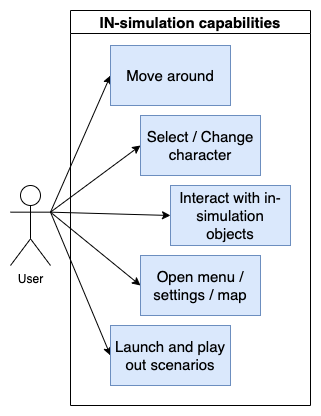 IN-simulation capabilities
Move around
Select / Change
character
Interact with in-
simulation
objects
User
Open menu /
settings / map
Launch and play
out scenarios